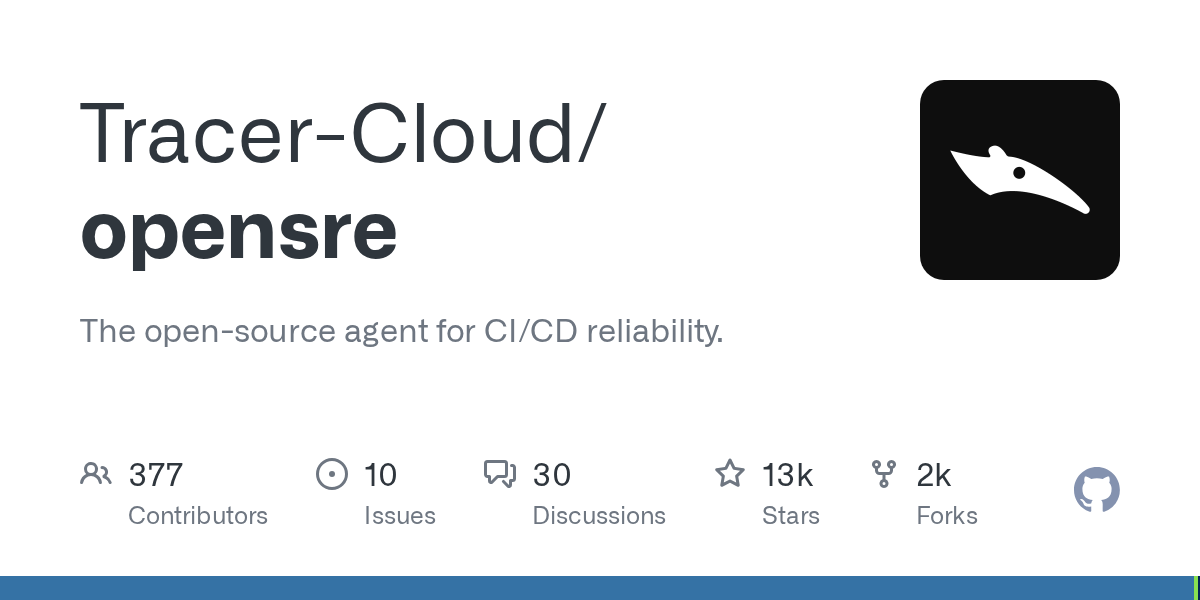 Tracer-Cloud/
opensre
The open-source agent for CI/CD reliability.
377
Contributors
10
Issues
30
Discussions
13k
Stars
2k
Forks